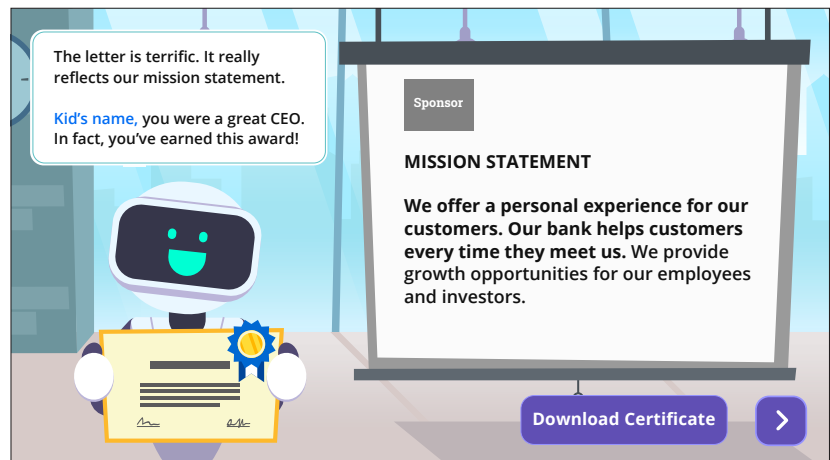 The letter is terrific. It really
reflects our mission statement.
Kid’s name, you were a great CEO.
In fact, you’ve earned this award!
Sponsor
MISSION STATEMENT
We offer a personal experience for our
customers. Our bank helps customers
every time they meet us. We provide
growth opportunities for our employees
and investors.
Download Certificate